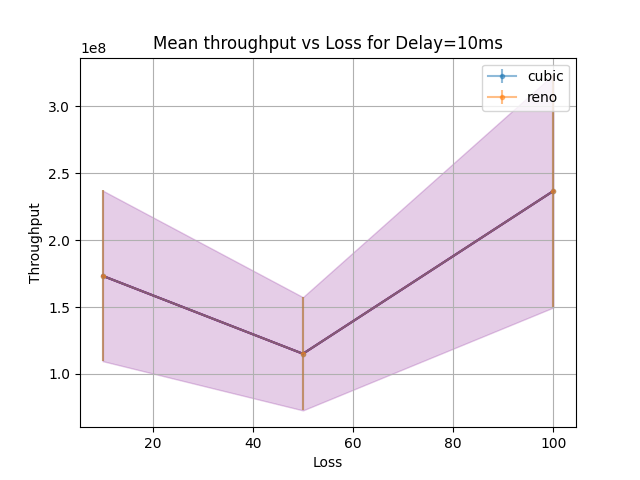 Mean throughput vs Loss for Delay=10ms
1e8
cubic
reno
3.0
2.5
2.0
1.5
1.0
Throughput
20 40 60 80 100
Loss